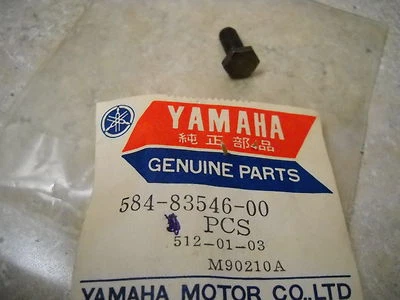 YAMAHA
純正部品
GENUINE PARTS
584-83546-00
PCS
512-01-03
M90210A
YAMAHA MOTOR CO.,LTD